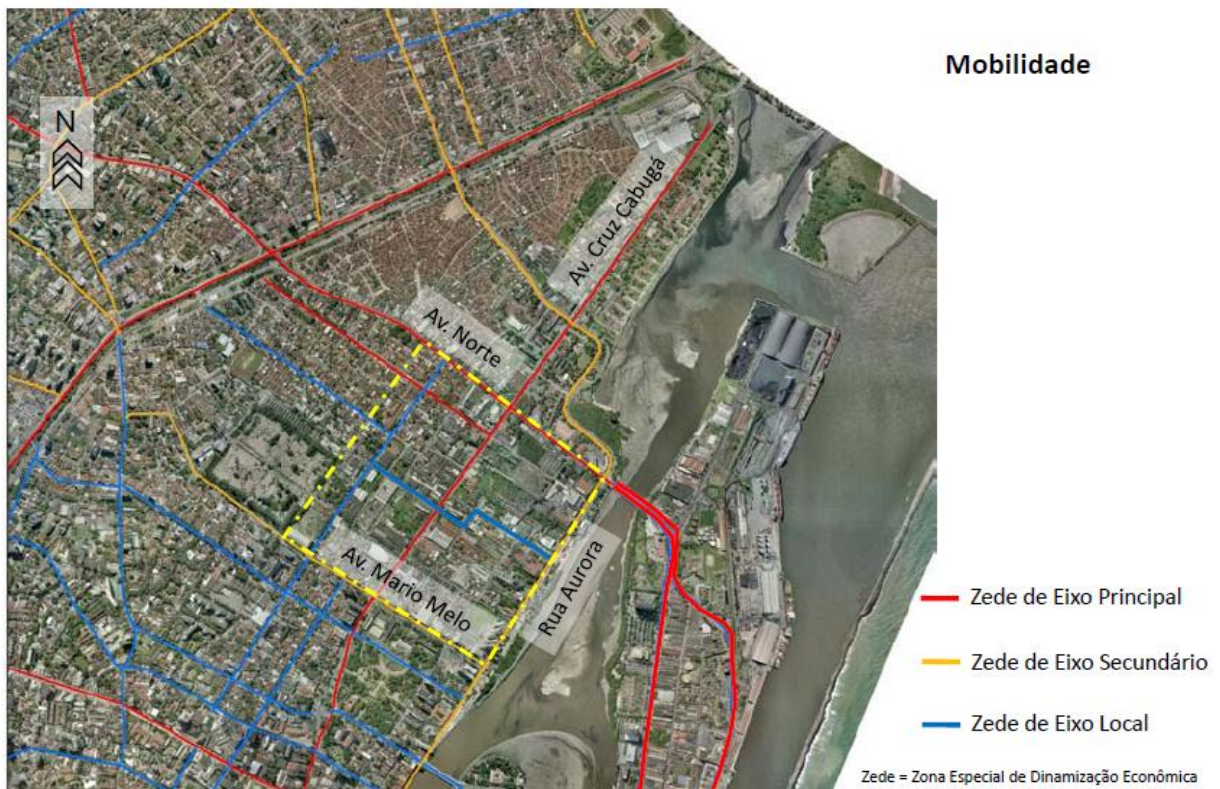 Mobilidade
N
Av. Cruz Cabugá
Av. Norte
Av. Mario Melo
Rua Aurora
Zede de Eixo Principal
Zede de Eixo Secundário
Zede de Eixo Local
Zede = Zona Especial de Dinamização Econômica